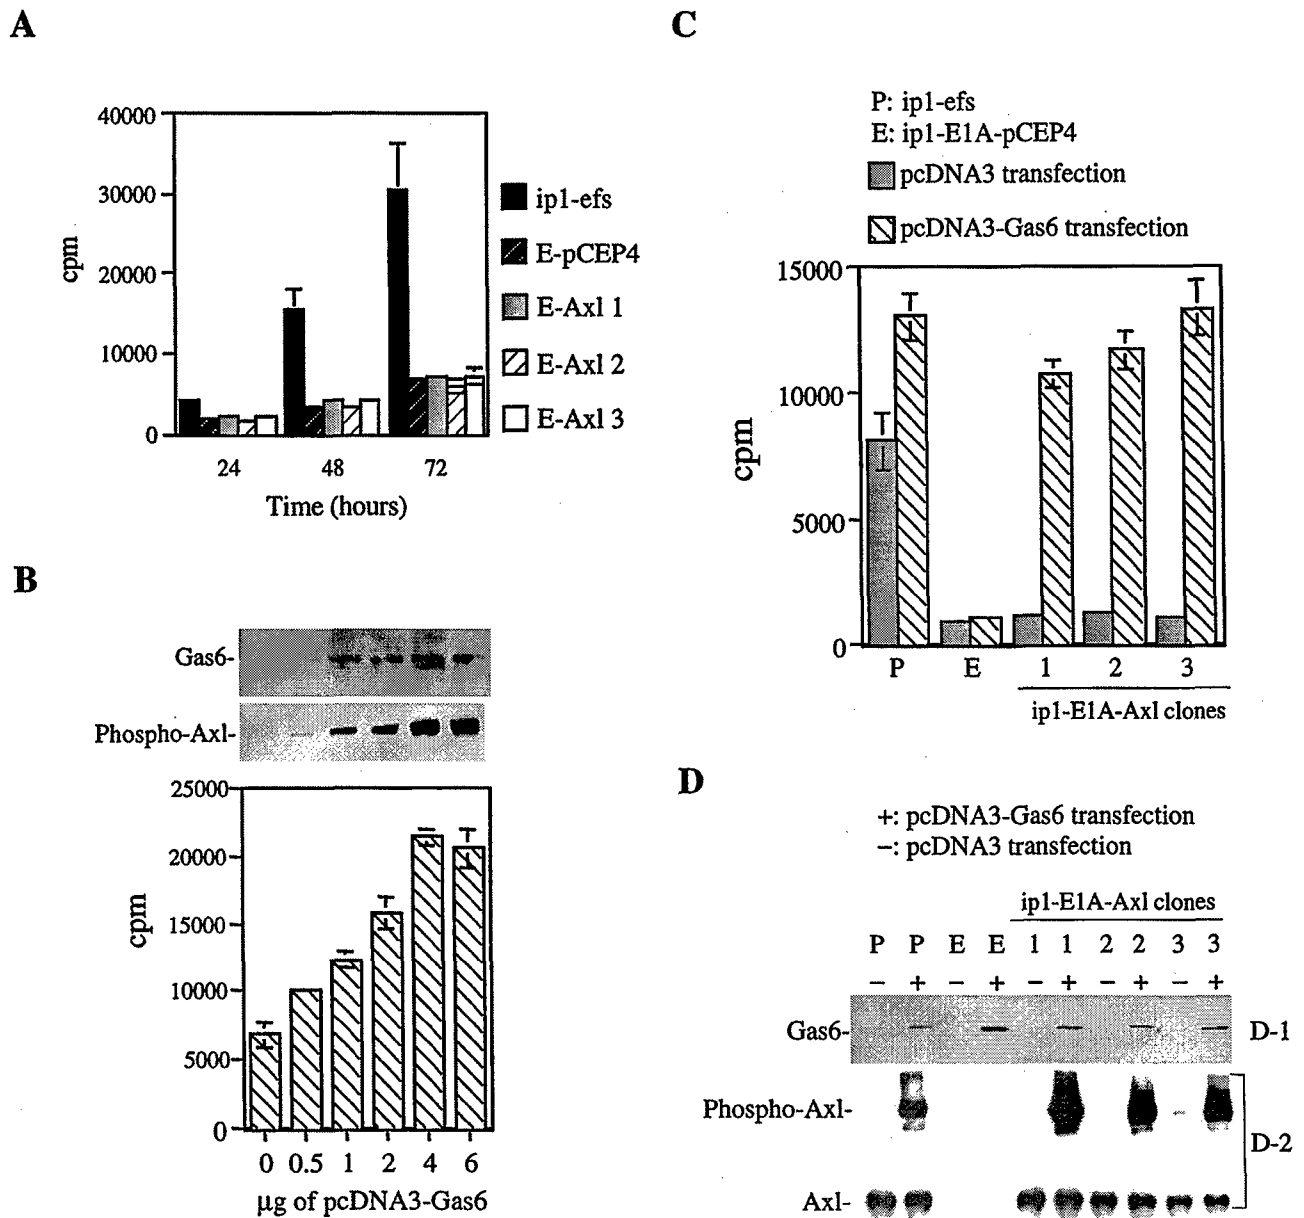 A
40000
30000
20000
10000
0
cpm
24
48
72
Time (hours)
ip1-efs
E-pCEP4
E-Axl 1
E-Axl 2
E-Axl 3
B
Gas6-
Phospho-Axl-
25000
20000
15000
10000
5000
0
cpm
0 0.5 1 2 4 6
μg of pcDNA3-Gas6
C
P: ip1-efs
E: ip1-E1A-pCEP4
pcDNA3 transfection
pcDNA3-Gas6 transfection
15000
10000
5000
0
cpm
P E 1 2 3
ip1-E1A-Axl clones
D
+: pcDNA3-Gas6 transfection
–: pcDNA3 transfection
ip1-E1A-Axl clones
P P E E 1 1 2 2 3 3
– + – + – + – + – +
Gas6-
D-1
Phospho-Axl-
D-2
Axl-